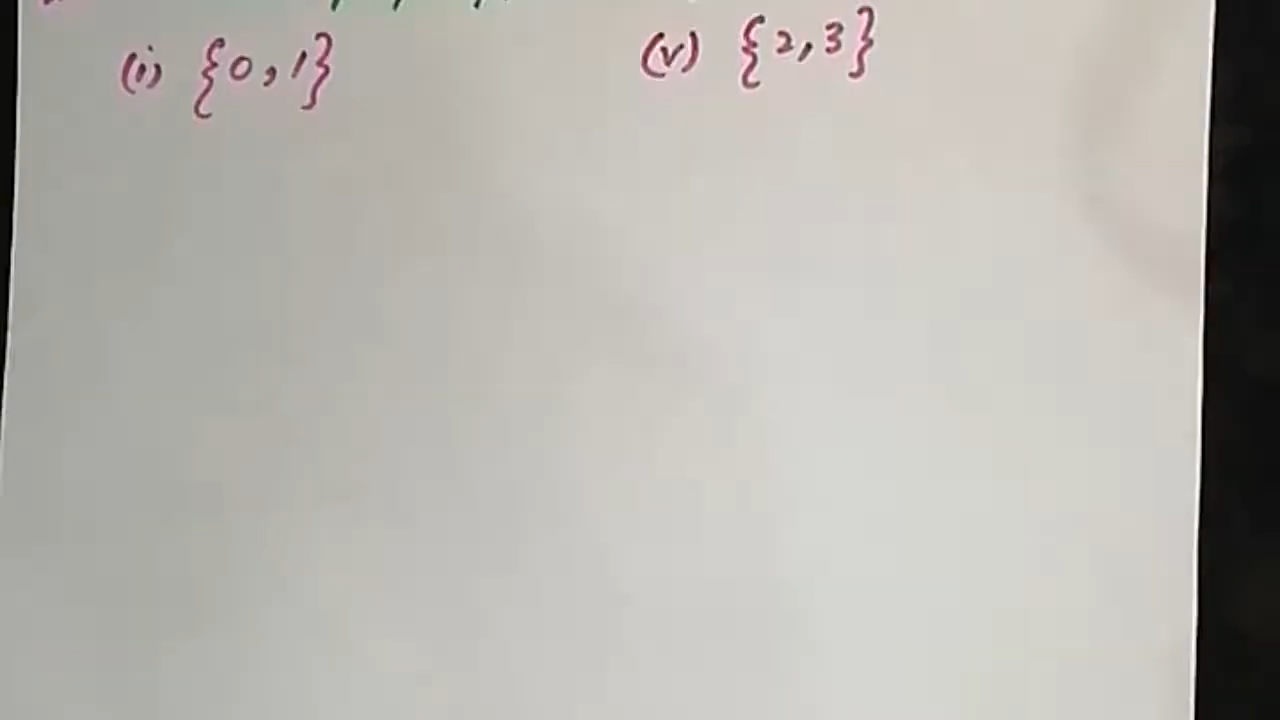 (i) {0,1} (v) {2,3}